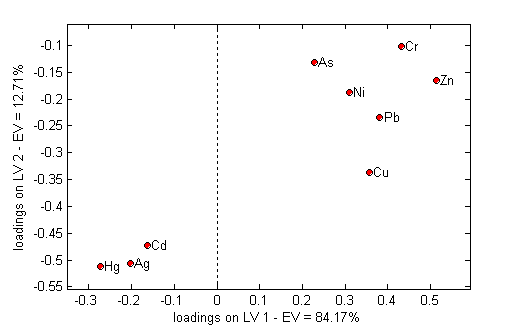 -0.1
-0.15
-0.2
-0.25
-0.3
-0.35
-0.4
-0.45
-0.5
-0.55
loadings on LV 2 - EV = 12.71%
Cr
As
Zn
Ni
Pb
Cu
Cd
Ag
Hg
-0.3 -0.2 -0.1 0 0.1 0.2 0.3 0.4 0.5
loadings on LV 1 - EV = 84.17%